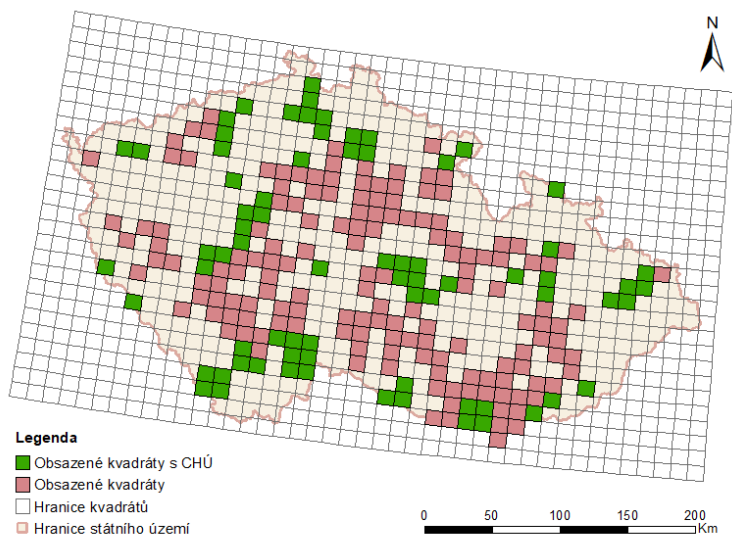 N
Legenda
Obsazené kvadráty s CHÚ
Obsazené kvadráty
Hranice kvadrátů
Hranice státního území
0 50 100 150 200
Km